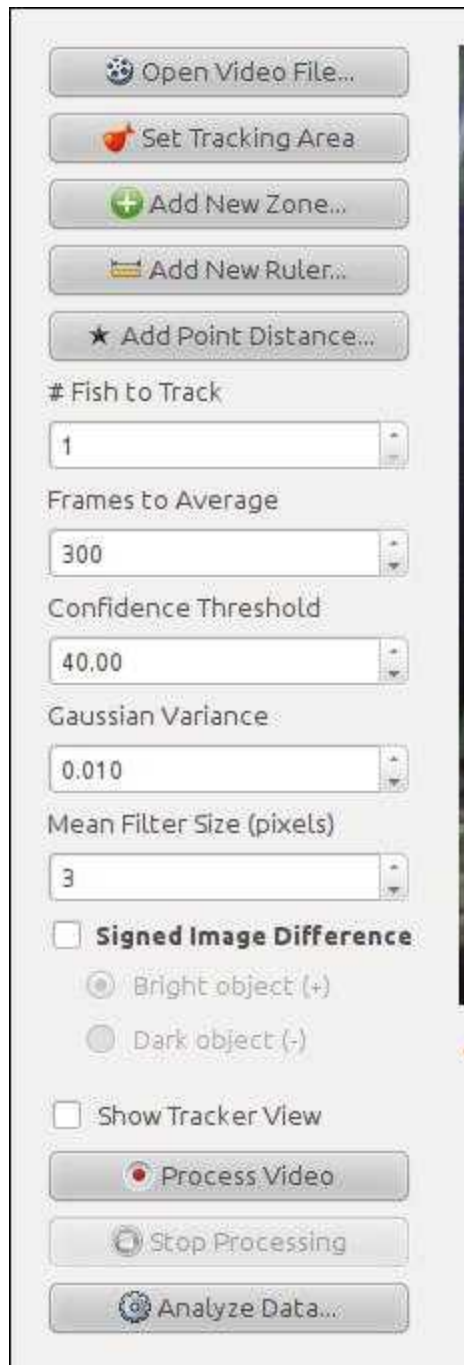 Open Video File...
Set Tracking Area
Add New Zone...
Add New Ruler...
Add Point Distance...
# Fish to Track
1
Frames to Average
300
Confidence Threshold
40.00
Gaussian Variance
0.010
Mean Filter Size (pixels)
3
Signed Image Difference
Bright object (+)
Dark object (-)
Show Tracker View
Process Video
Stop Processing
Analyze Data...